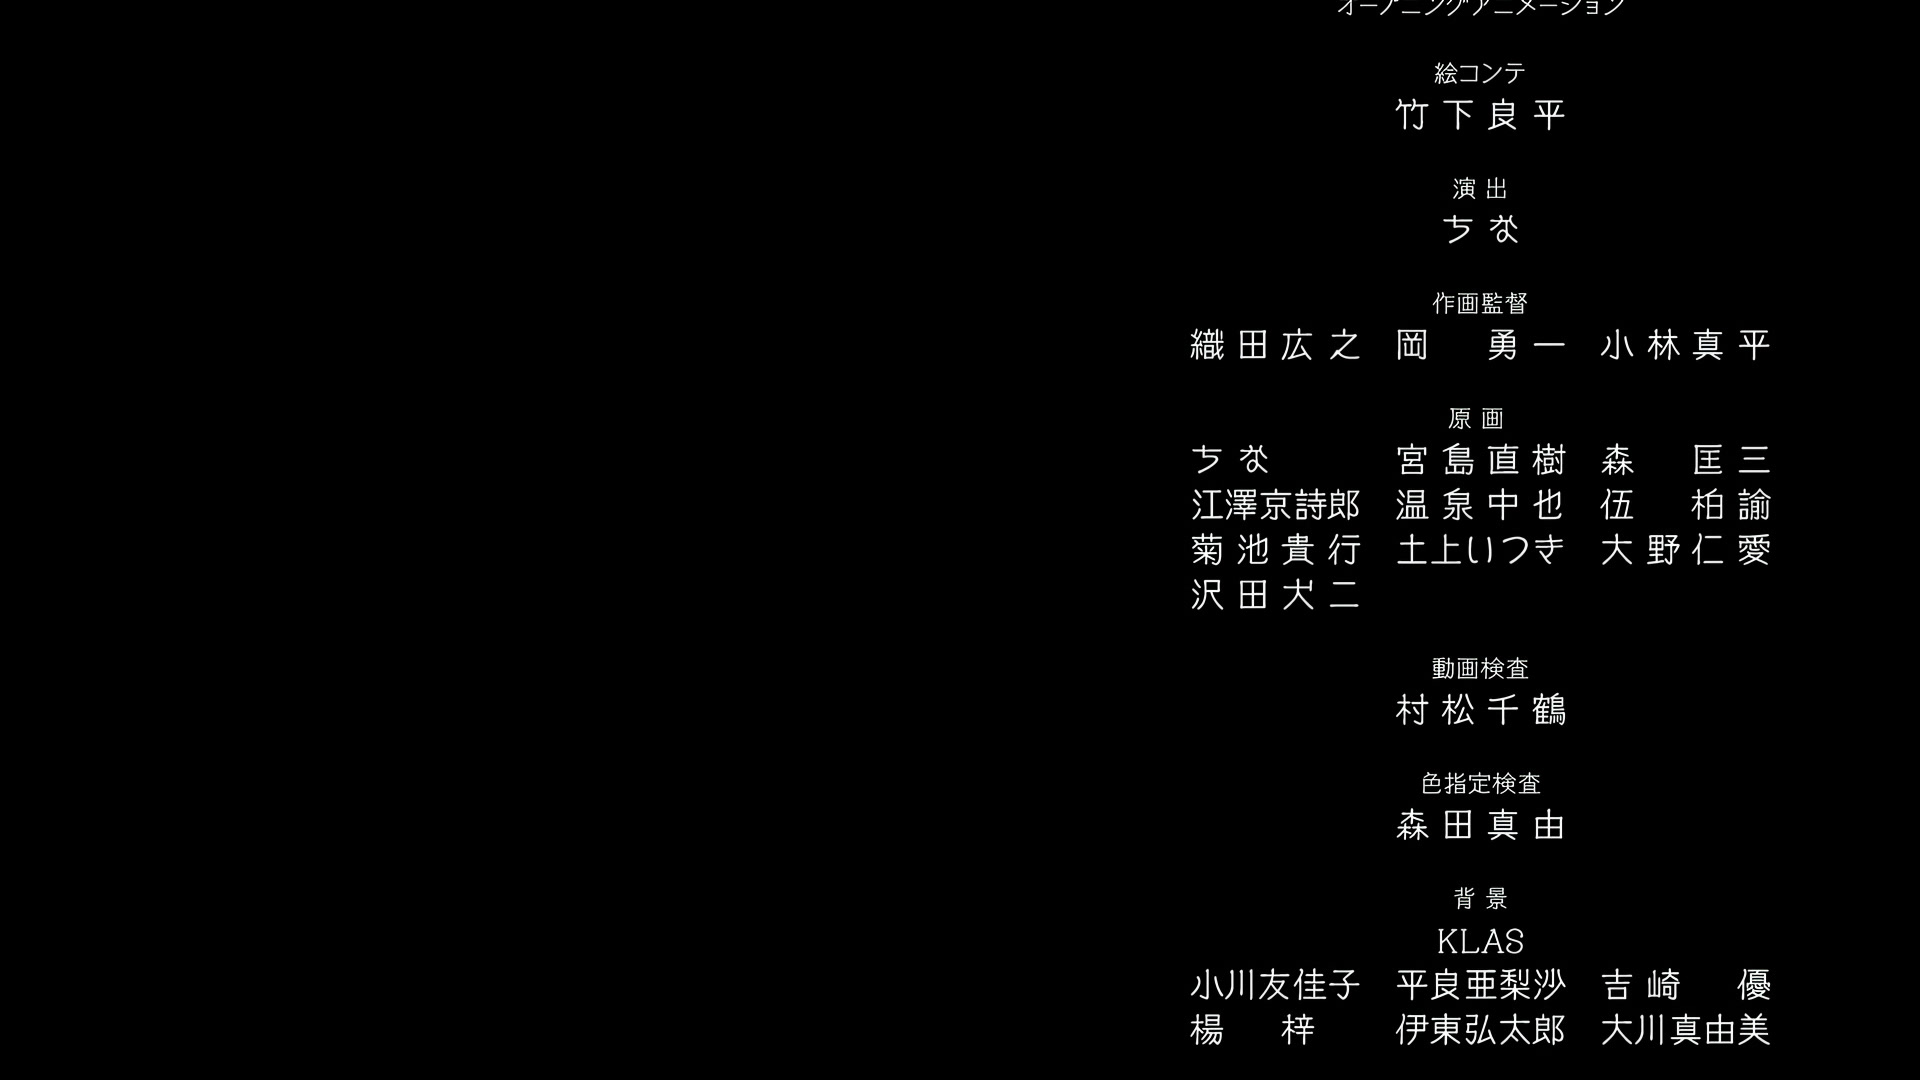 オープニングアニメーション
絵コンテ
竹下良平
演出
ちな
作画監督
織田広之 岡勇一 小林真平
原画
ちな 宮島直樹 森匡三
江澤京詩郎 温泉中也 伍柏諭
菊池貴行 土上いつき 大野仁愛
沢田犬二
動画検査
村松千鶴
色指定検査
森田真由
背景
KLAS
小川友佳子 平良亜梨沙 吉崎優
楊梓 伊東弘太郎 大川真由美